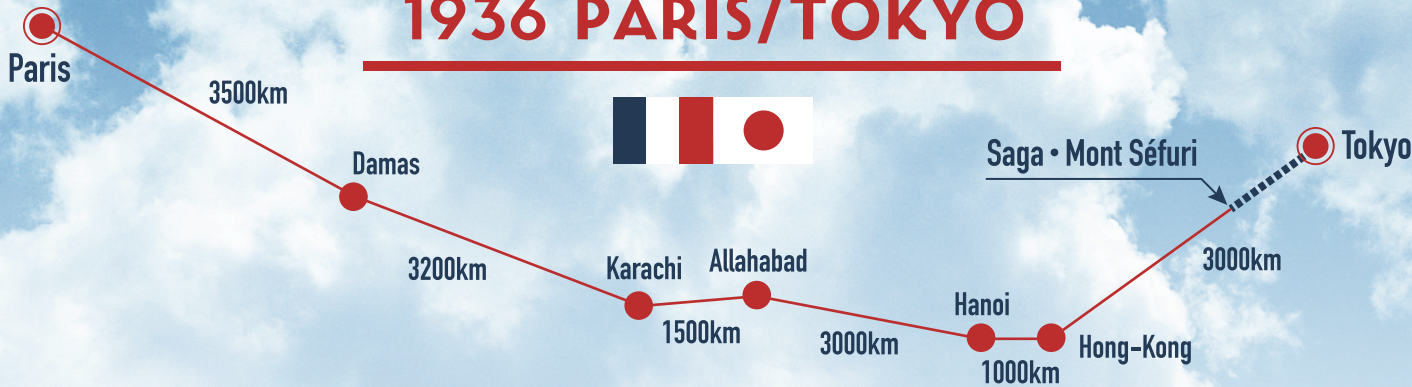 1936 PARIS/TOKYO
Paris
3500km
Damas
3200km
Karachi
1500km
Allahabad
3000km
Hanoi
1000km
Hong-Kong
3000km
Saga • Mont Séfuri
Tokyo